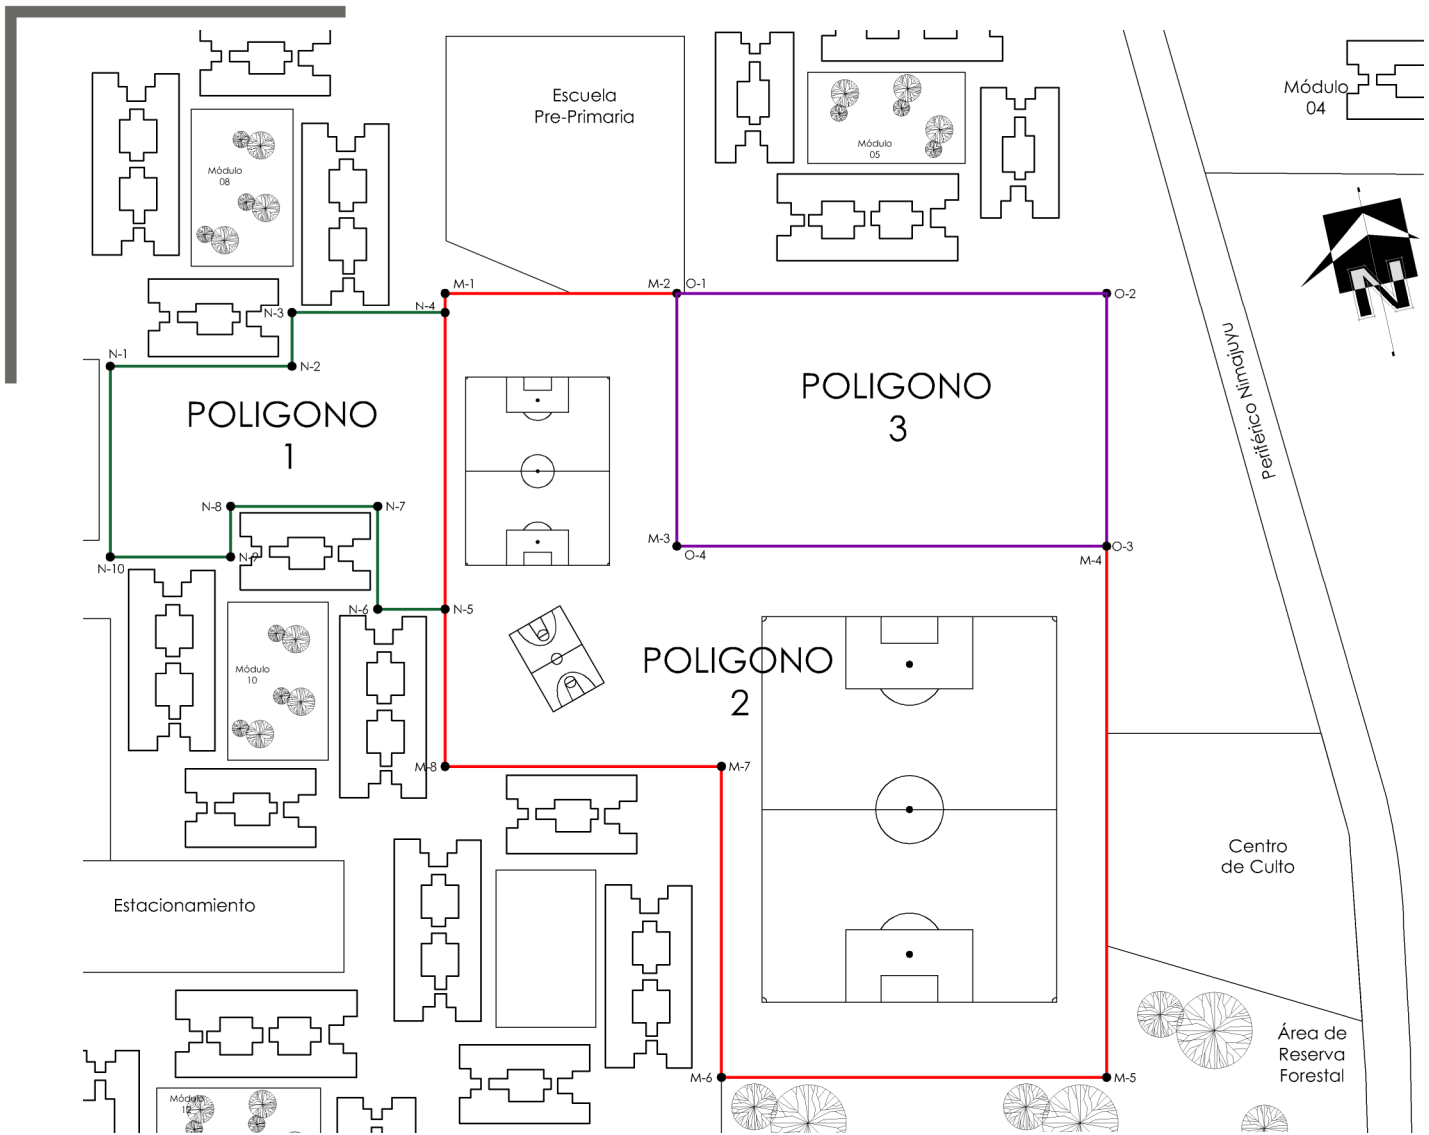 Escuela
Pre-Primaria
Módulo
04
Módulo
05
Módulo
08
M-1
M-2
O-1
O-2
N-3
N-4
N-1
N-2
Periférico Nimajuyu
POLIGONO
1
POLIGONO
3
N-8
N-7
N-9
N-10
M-3
O-4
O-3
M-4
N-6
N-5
Módulo
10
POLIGONO
2
M-8
M-7
Centro
de Culto
Estacionamiento
Área de
Reserva
Forestal
M-6
M-5
Módulo
12
N